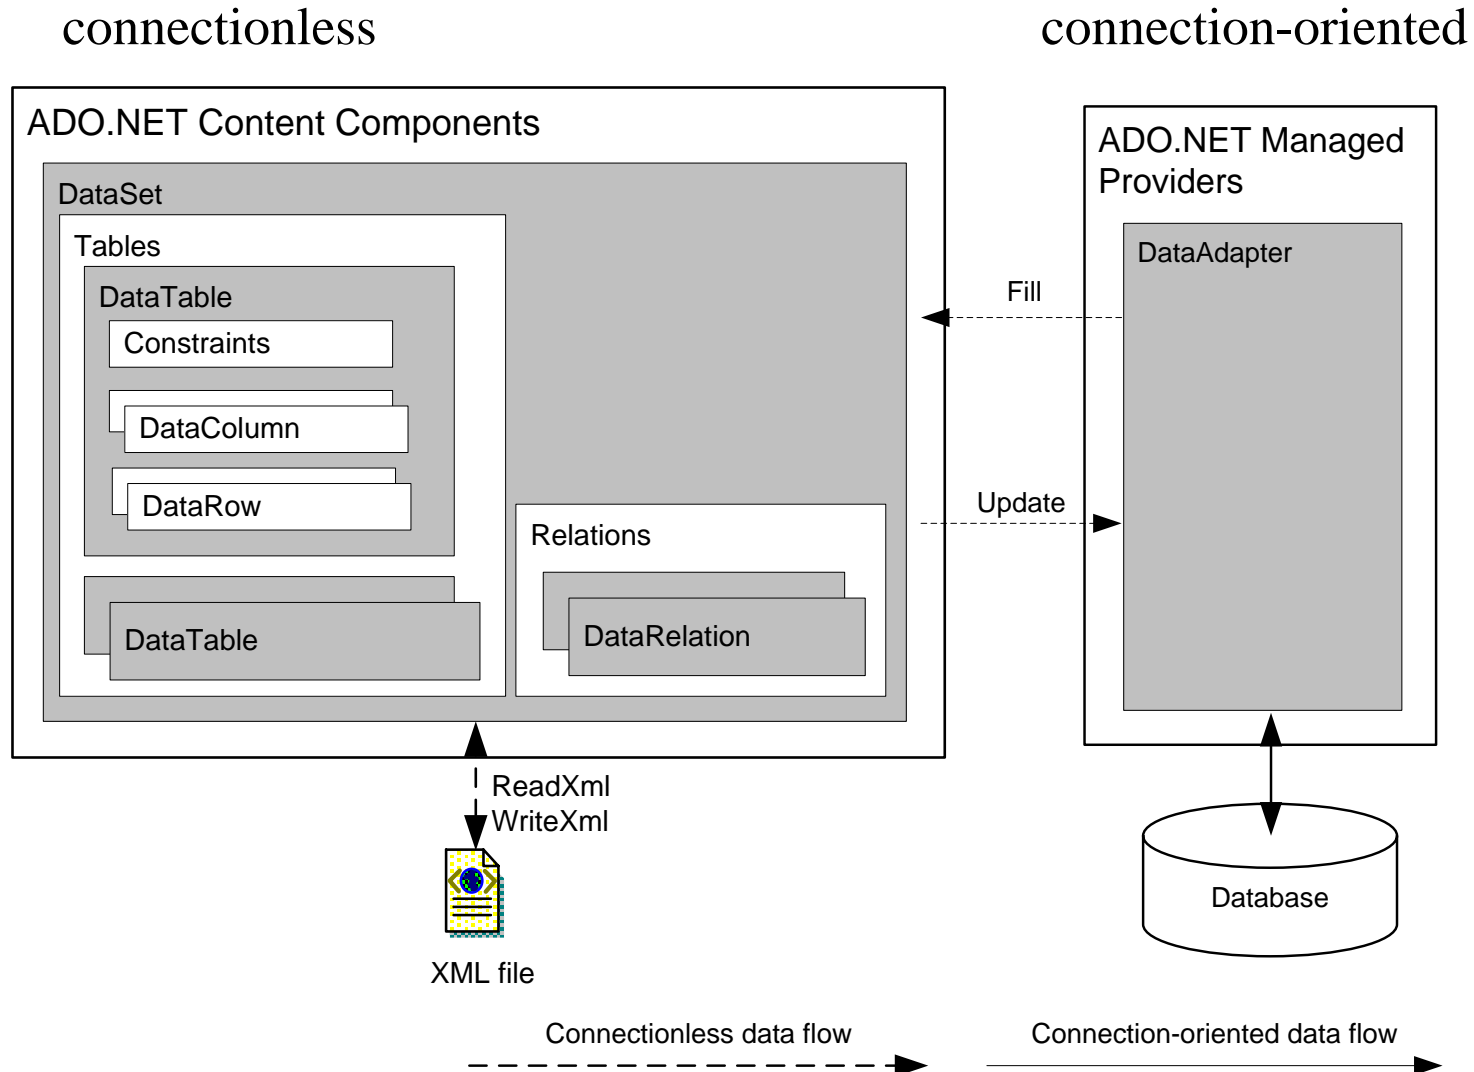 connectionless
connection-oriented
ADO.NET Content Components
ADO.NET Managed
Providers
DataSet
Tables
DataTable
Constraints
DataColumn
DataRow
DataTable
Relations
DataRelation
DataAdapter
Fill
Update
ReadXml
WriteXml
XML file
Database
Connectionless data flow
Connection-oriented data flow